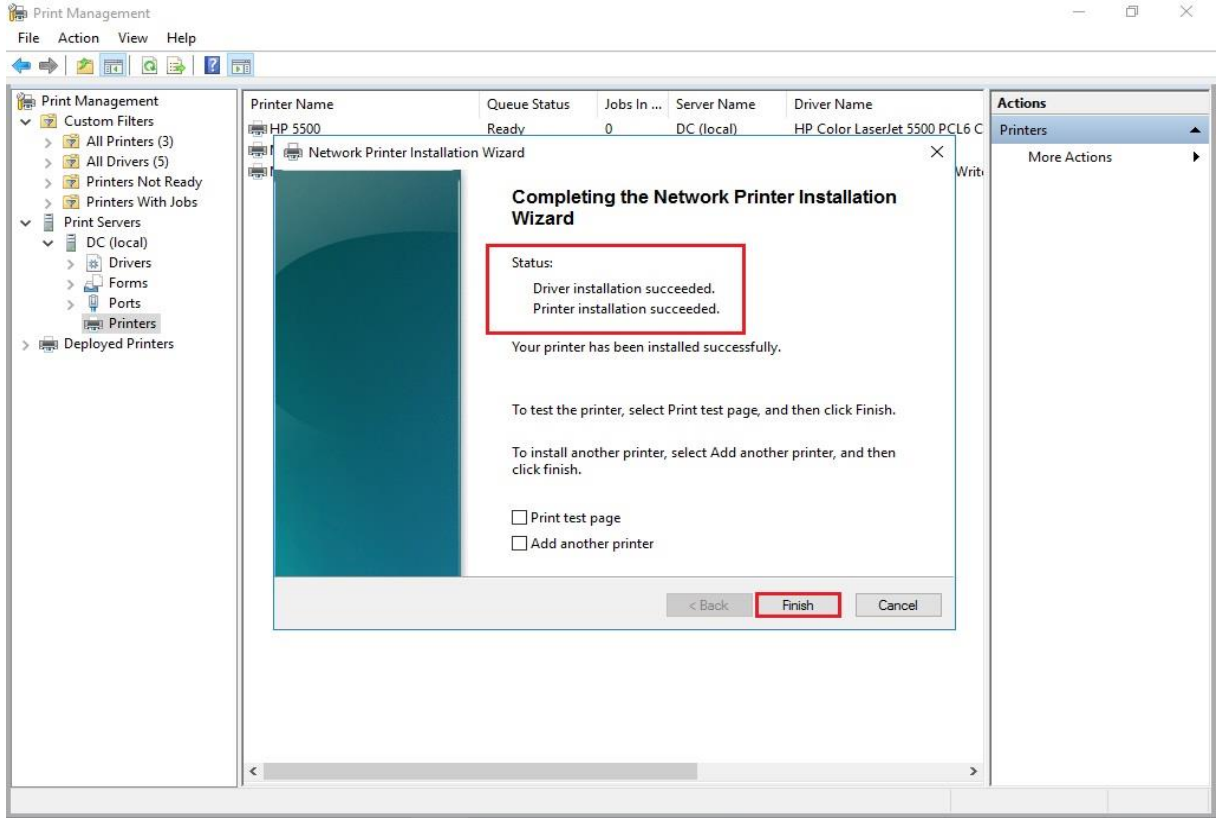 Print Management
File Action View Help
Print Management
Custom Filters
All Printers (3)
All Drivers (5)
Printers Not Ready
Printers With Jobs
Print Servers
DC (local)
Drivers
Forms
Ports
Printers
Deployed Printers
Printer Name Queue Status Jobs In ... Server Name Driver Name
HP 5500 Ready 0 DC (local) HP Color LaserJet 5500 PCL6 C
Network Printer Installation Wizard
Completing the Network Printer Installation
Wizard
Status:
Driver installation succeeded.
Printer installation succeeded.
Your printer has been installed successfully.
To test the printer, select Print test page, and then click Finish.
To install another printer, select Add another printer, and then
click finish.
Print test page
Add another printer
< Back Finish Cancel
Actions
Printers
More Actions